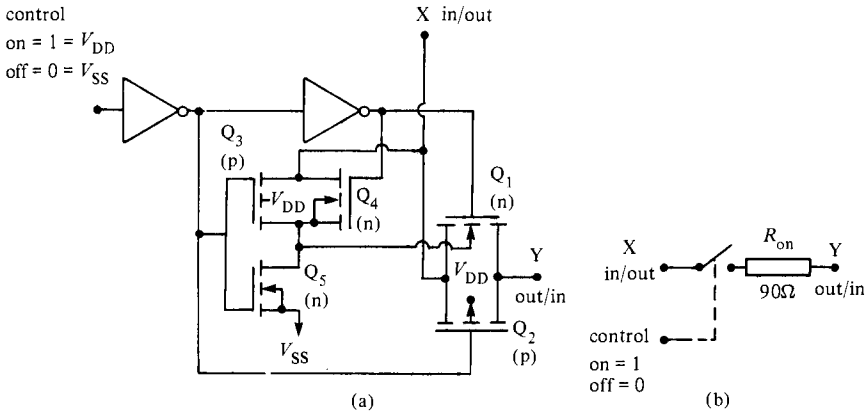 control
on = 1 = VDD
off = 0 = VSS
X in/out
Q3
(p)
VDD
Q4
(n)
Q1
(n)
Q5
(n)
VSS
VDD
Y
out/in
Q2
(p)
(a)
X
in/out
Ron
90Ω
Y
out/in
control
on = 1
off = 0
(b)